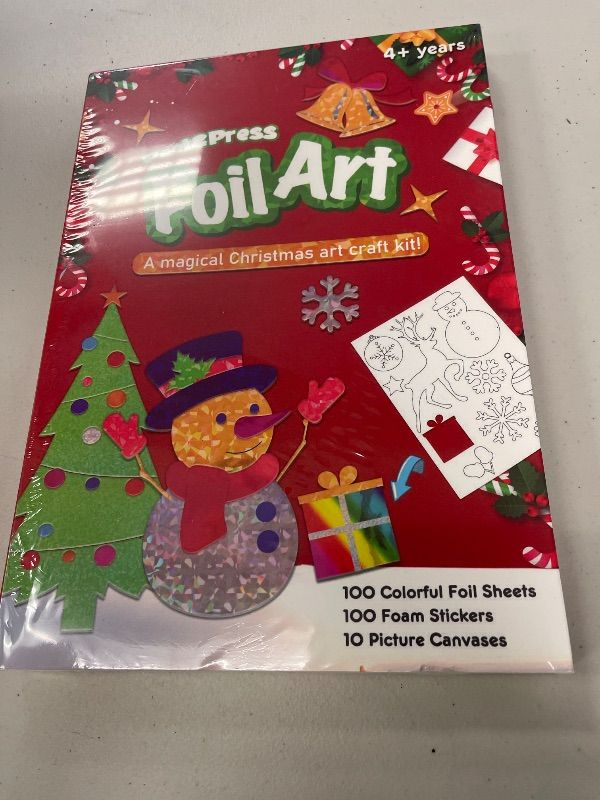 4+ years
Press
Foil Art
A magical Christmas art craft kit!
100 Colorful Foil Sheets
100 Foam Stickers
10 Picture Canvases